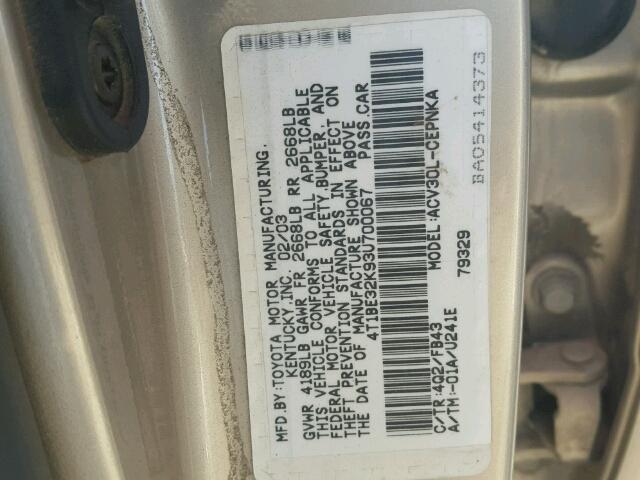 MFD.BY:TOYOTA MOTOR MANUFACTURING.
KENTUCKY,INC. 02/03
GVWR 4189LB GAWR FR 2668LB RR 2668LB
THIS VEHICLE CONFORMS TO ALL APPLICABLE
FEDERAL MOTOR VEHICLE SAFETY,BUMPER, AND
THEFT PREVENTION STANDARDS IN EFFECT ON
THE DATE OF MANUFACTURE SHOWN ABOVE
4T1BE32K93U700067 PASS.CAR
MODEL:ACV30L-CEPNKA
C/TR:4Q2/FB43
A/TM:-01A/U241E 79329
BA05414373